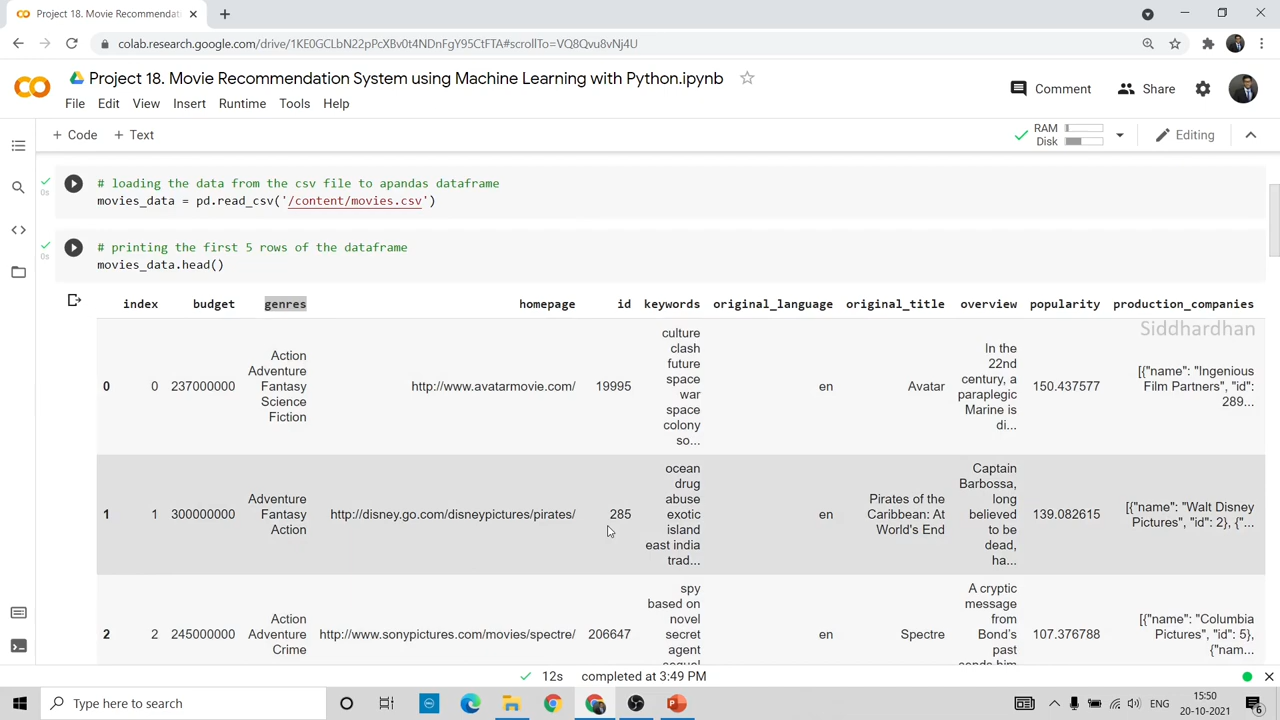 Project 18. Movie Recommendati
colab.research.google.com/drive/1KE0GCLbN22pPcXBv0t4NDnFgY95CtFTA#scrollTo=VQ8Qvu8vNj4U
Project 18. Movie Recommendation System using Machine Learning with Python.ipynb
File Edit View Insert Runtime Tools Help
Comment Share
+ Code + Text
RAM
Disk
Editing
0s
# loading the data from the csv file to apandas dataframe
movies_data = pd.read_csv('/content/movies.csv')
0s
# printing the first 5 rows of the dataframe
movies_data.head()
index budget genres homepage id keywords original_language original_title overview popularity production_companies
Siddhardhan
0 0 237000000
Action
Adventure
Fantasy
Science
Fiction
http://www.avatarmovie.com/ 19995
culture
clash
future
space
war
space
colony
so...
en Avatar
In the
22nd
century, a
paraplegic
Marine is
di...
150.437577
[{"name": "Ingenious
Film Partners", "id":
289...
1 1 300000000
Adventure
Fantasy
Action
http://disney.go.com/disneypictures/pirates/ 285
ocean
drug
abuse
exotic
island
east india
trad...
en
Pirates of the
Caribbean: At
World's End
Captain
Barbossa,
long
believed
to be
dead,
ha...
139.082615
[{"name": "Walt Disney
Pictures", "id": 2}, {"...
2 2 245000000
Action
Adventure
Crime
http://www.sonypictures.com/movies/spectre/ 206647
spy
based on
novel
secret
agent
en Spectre
A cryptic
message
from
Bond's
past
107.376788
[{"name": "Columbia
Pictures", "id": 5},
{"nam...
12s completed at 3:49 PM
Type here to search
ENG
15:50
20-10-2021
6